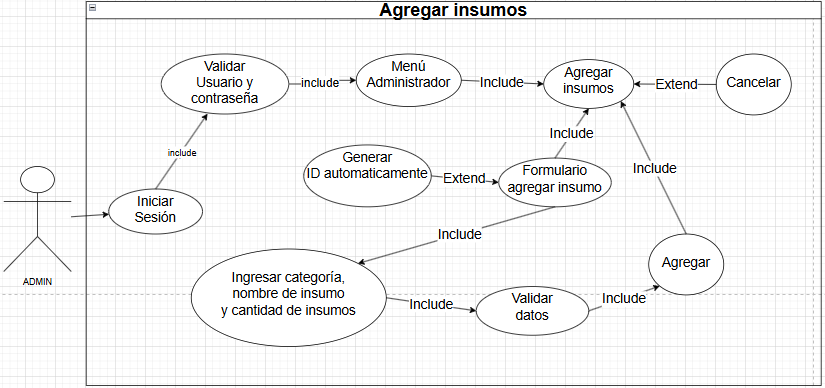 Agregar insumos
Validar
Usuario y
contraseña
include
Menú
Administrador
Include
Agregar
insumos
Extend
Cancelar
include
Include
Generar
ID automaticamente
Extend
Formulario
agregar insumo
Include
Iniciar
Sesión
ADMIN
Include
Ingresar categoría,
nombre de insumo
y cantidad de insumos
Include
Validar
datos
Include
Agregar